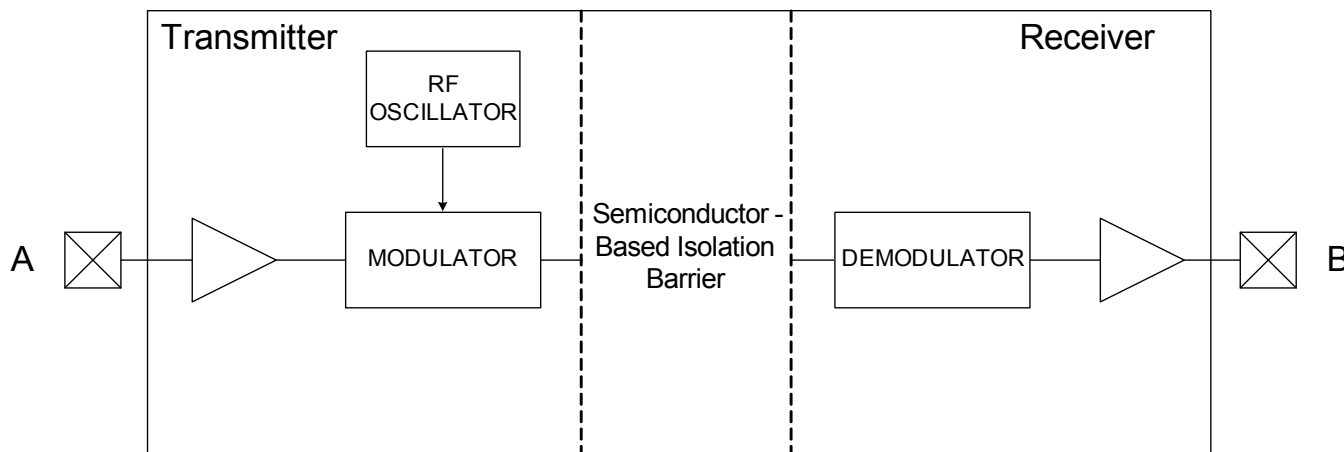 Transmitter
Receiver
RF
OSCILLATOR
A
MODULATOR
Semiconductor -
Based Isolation
Barrier
DEMODULATOR
B